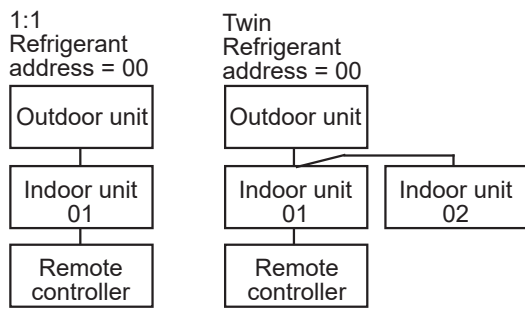 1:1
Refrigerant
address = 00
Outdoor unit
Indoor unit
01
Remote
controller
Twin
Refrigerant
address = 00
Outdoor unit
Indoor unit
01
Indoor unit
02
Remote
controller